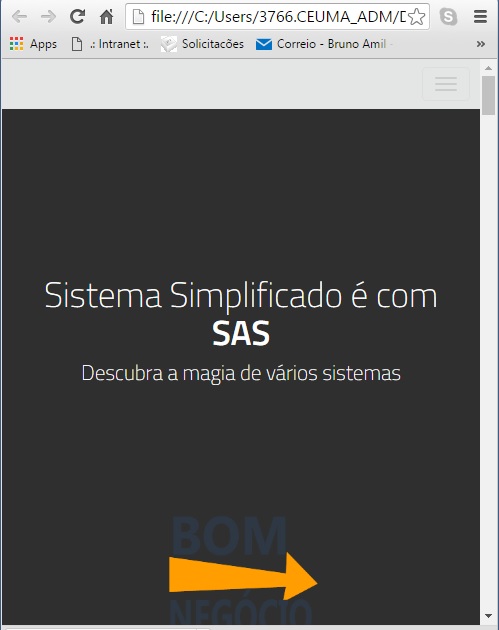 file:///C:/Users/3766.CEUMA_ADM/D
Apps .: Intranet :. Solicitacões Correio - Bruno Amil - »
Sistema Simplificado é com
SAS
Descubra a magia de vários sistemas
BOM
NEGÓCIO